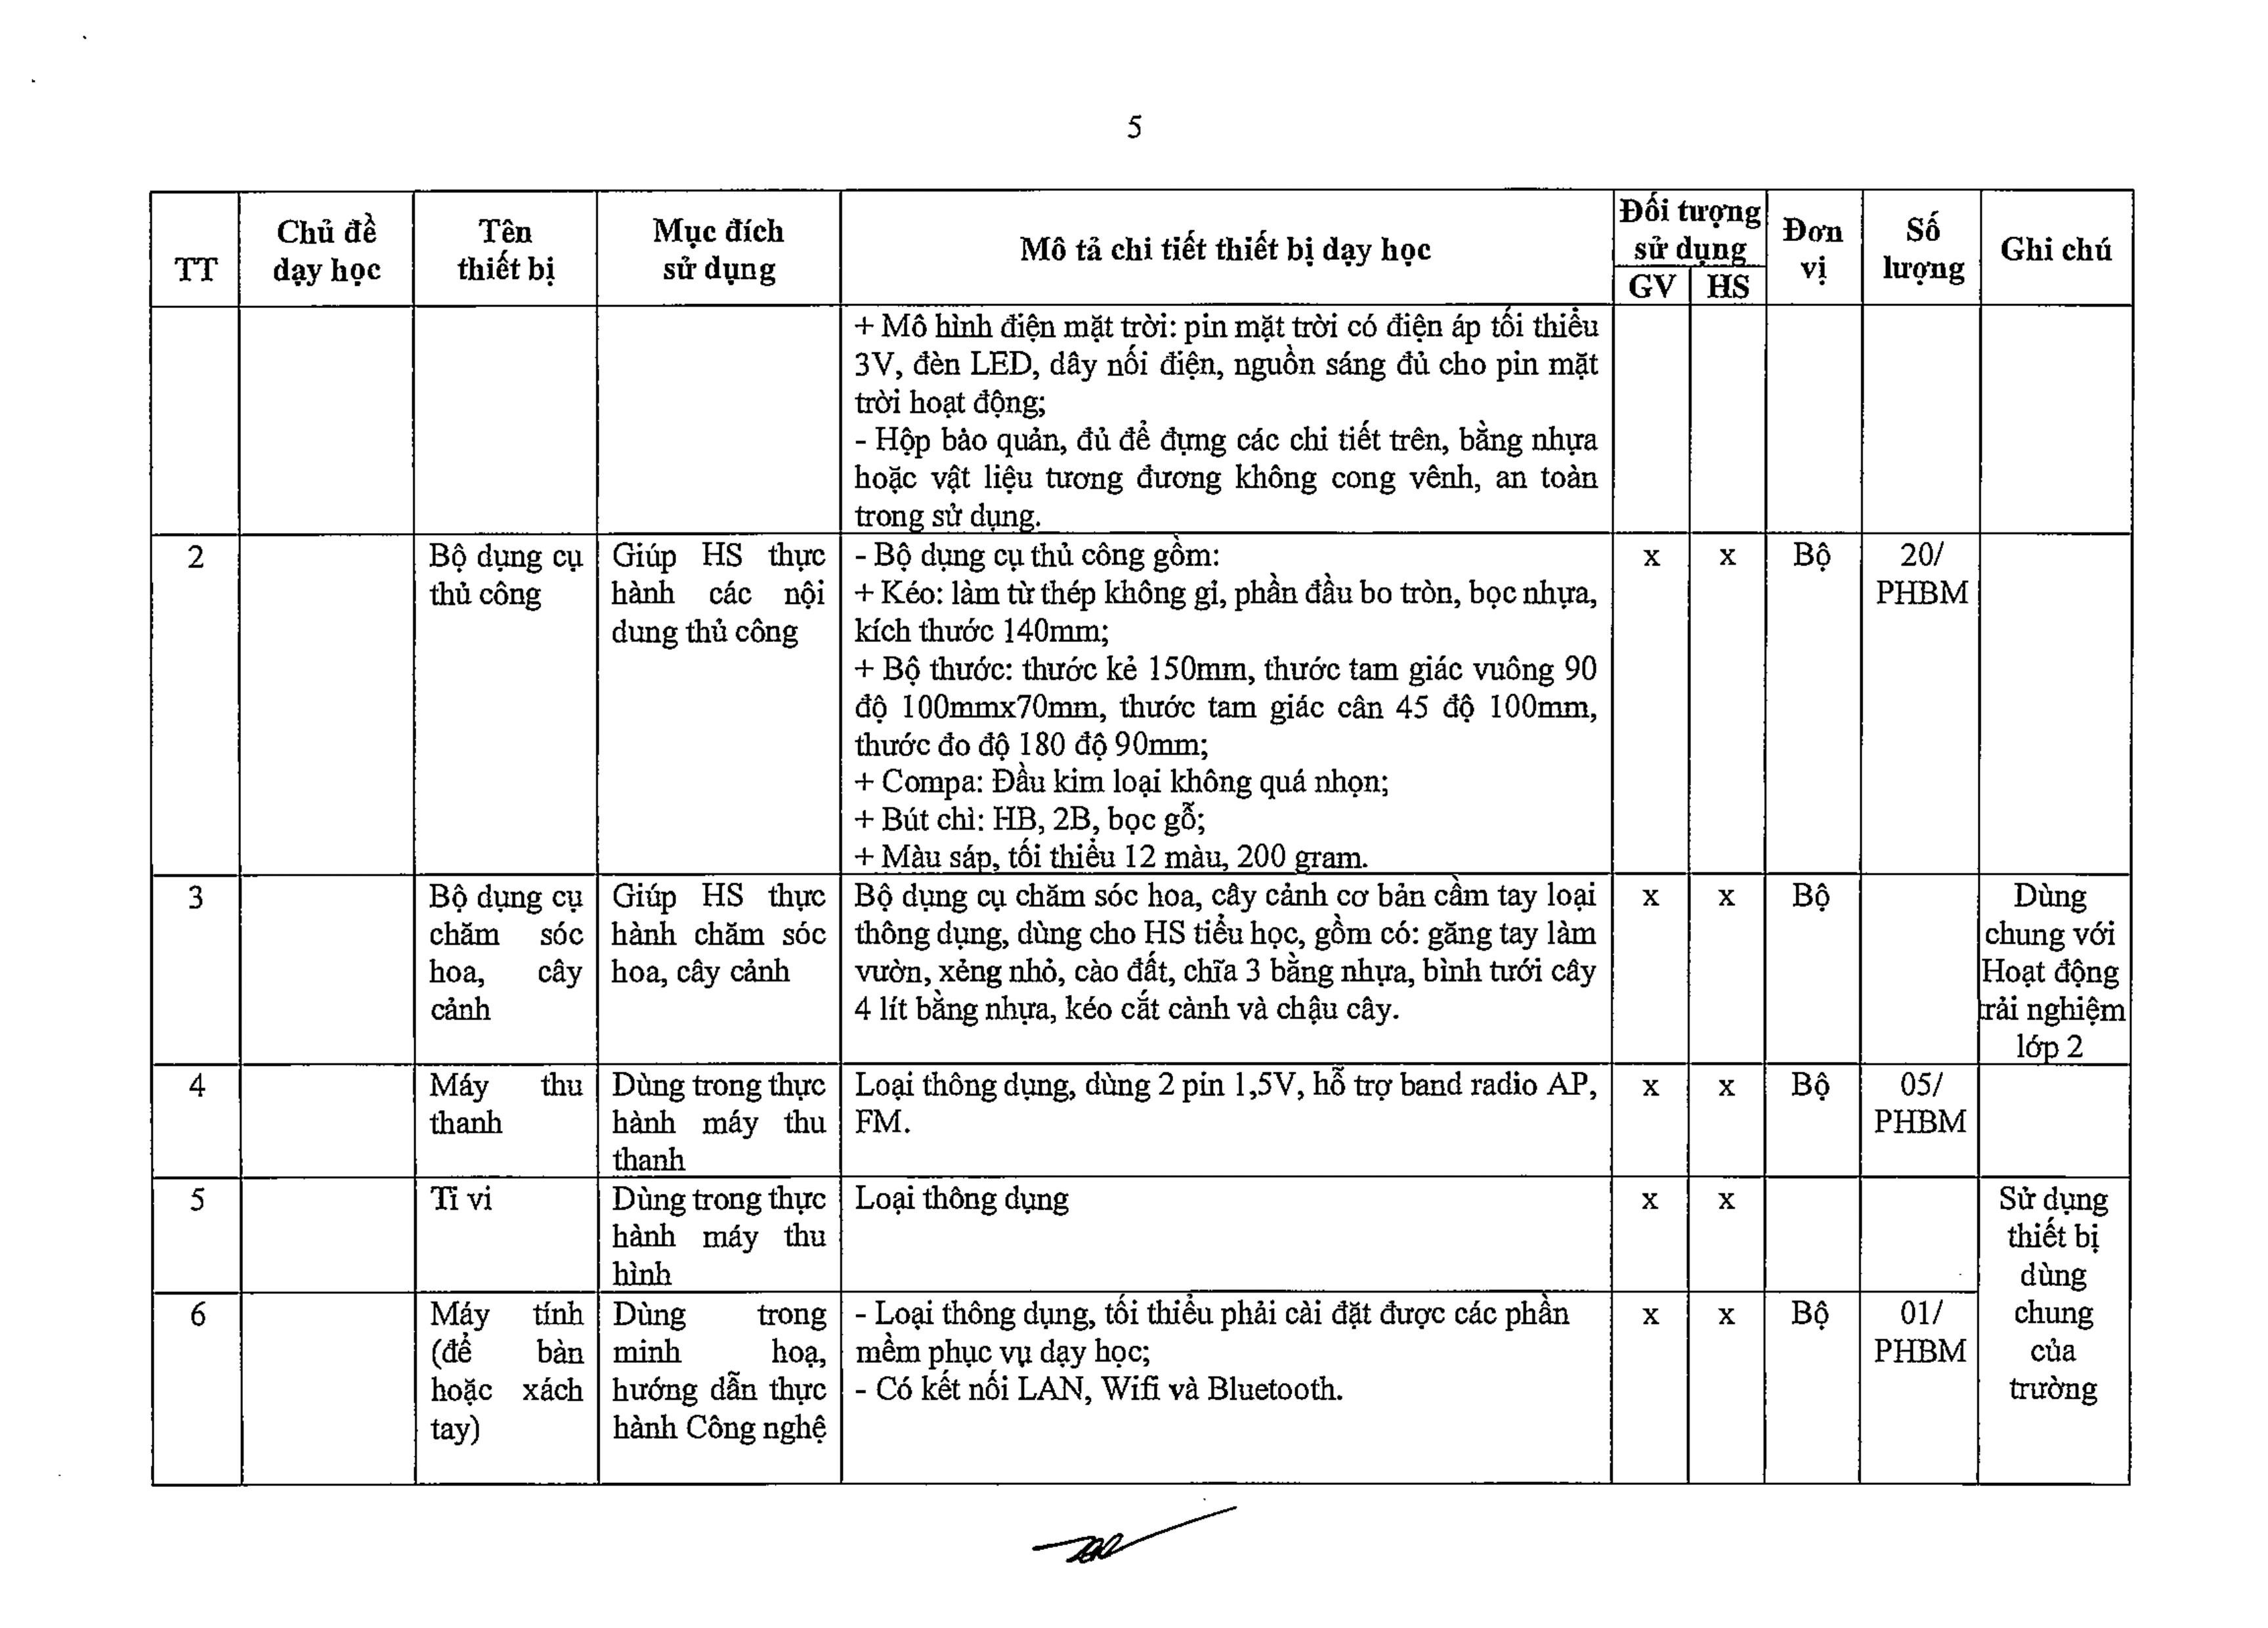 5
TT
Chủ đề
dạy học
Tên
thiết bị
Mục đích
sử dụng
Mô tả chi tiết thiết bị dạy học
Đối tượng
sử dụng
GV
HS
Đơn
vị
Số
lượng
Ghi chú
+ Mô hình điện mặt trời: pin mặt trời có điện áp tối thiểu
3V, đèn LED, dây nối điện, nguồn sáng đủ cho pin mặt
trời hoạt động;
- Hộp bảo quản, đủ để đựng các chi tiết trên, bằng nhựa
hoặc vật liệu tương đương không cong vênh, an toàn
trong sử dụng.
2
Bộ dụng cụ
thủ công
Giúp HS thực
hành các nội
dung thủ công
- Bộ dụng cụ thủ công gồm:
+ Kéo: làm từ thép không gỉ, phần đầu bo tròn, bọc nhựa,
kích thước 140mm;
+ Bộ thước: thước kẻ 150mm, thước tam giác vuông 90
độ 100mmx70mm, thước tam giác cân 45 độ 100mm,
thước đo độ 180 độ 90mm;
+ Compa: Đầu kim loại không quá nhọn;
+ Bút chì: HB, 2B, bọc gỗ;
+ Màu sáp, tối thiểu 12 màu, 200 gram.
x
x
Bộ
20/
PHBM
3
Bộ dụng cụ
chăm sóc
hoa, cây
cảnh
Giúp HS thực
hành chăm sóc
hoa, cây cảnh
Bộ dụng cụ chăm sóc hoa, cây cảnh cơ bản cầm tay loại
thông dụng, dùng cho HS tiểu học, gồm có: găng tay làm
vườn, xẻng nhỏ, cào đất, chĩa 3 bằng nhựa, bình tưới cây
4 lít bằng nhựa, kéo cắt cành và chậu cây.
x
x
Bộ
Dùng
chung với
Hoạt động
trải nghiệm
lớp 2
4
Máy thu
thanh
Dùng trong thực
hành máy thu
thanh
Loại thông dụng, dùng 2 pin 1,5V, hỗ trợ band radio AP,
FM.
x
x
Bộ
05/
PHBM
5
Ti vi
Dùng trong thực
hành máy thu
hình
Loại thông dụng
x
x
Sử dụng
thiết bị
dùng
chung
của
trường
6
Máy tính
(để bàn
hoặc xách
tay)
Dùng trong
minh hoạ,
hướng dẫn thực
hành Công nghệ
- Loại thông dụng, tối thiểu phải cài đặt được các phần
mềm phục vụ dạy học;
- Có kết nối LAN, Wifi và Bluetooth.
x
x
Bộ
01/
PHBM